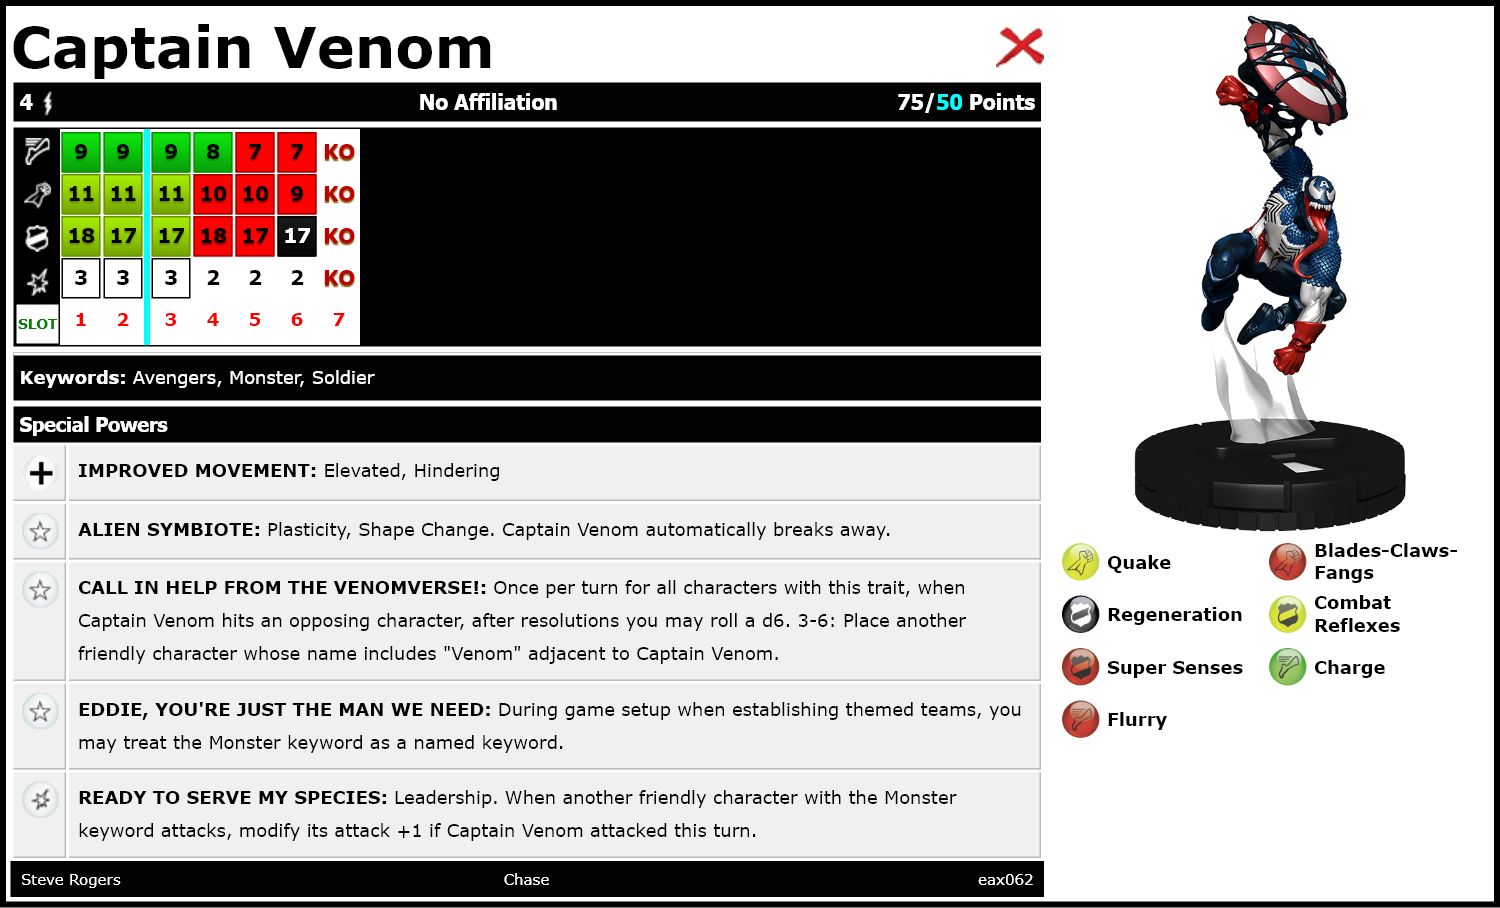 Captain Venom
4 No Affiliation 75/50 Points
9 9 9 8 7 7 KO
11 11 11 10 10 9 KO
18 17 17 18 17 17 KO
3 3 3 2 2 2 KO
SLOT 1 2 3 4 5 6 7
Keywords: Avengers, Monster, Soldier
Special Powers
IMPROVED MOVEMENT: Elevated, Hindering
ALIEN SYMBIOTE: Plasticity, Shape Change. Captain Venom automatically breaks away.
CALL IN HELP FROM THE VENOMVERSE!: Once per turn for all characters with this trait, when
Captain Venom hits an opposing character, after resolutions you may roll a d6. 3-6: Place another
friendly character whose name includes "Venom" adjacent to Captain Venom.
EDDIE, YOU'RE JUST THE MAN WE NEED: During game setup when establishing themed teams, you
may treat the Monster keyword as a named keyword.
READY TO SERVE MY SPECIES: Leadership. When another friendly character with the Monster
keyword attacks, modify its attack +1 if Captain Venom attacked this turn.
Steve Rogers Chase eax062
A
Quake
Blades-Claws-
Fangs
Regeneration
Combat
Reflexes
Super Senses
Charge
Flurry